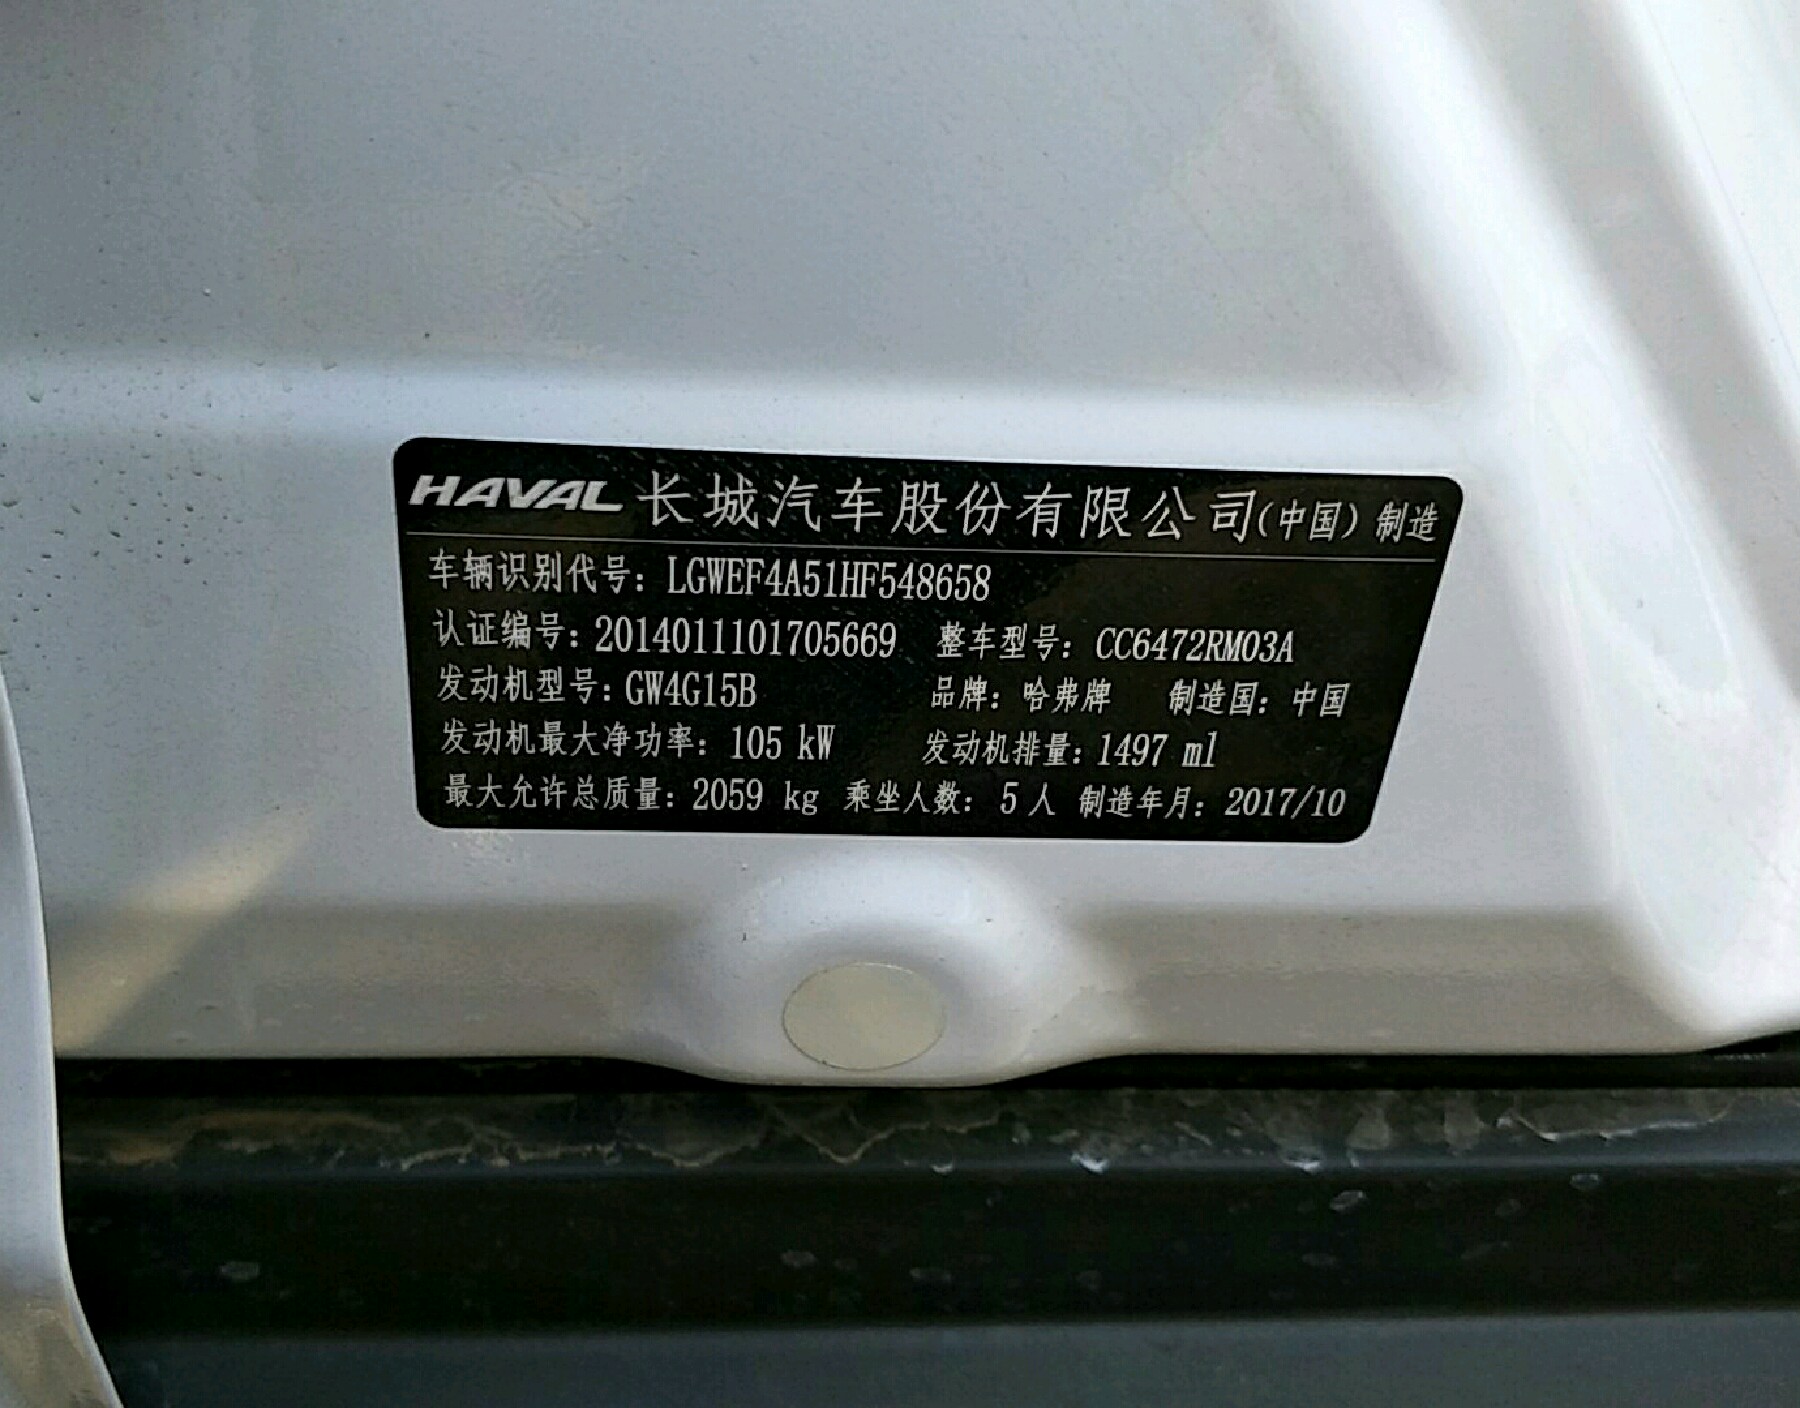 HAVAL 长城汽车股份有限公司(中国) 制造
车辆识别代号: LGWEF4A51HF548658
认证编号: 2014011101705669 整车型号: CC6472RM03A
发动机型号: GW4G15B 品牌: 哈弗牌 制造国: 中国
发动机最大净功率: 105 kW 发动机排量: 1497 ml
最大允许总质量: 2059 kg 乘坐人数: 5人 制造年月: 2017/10